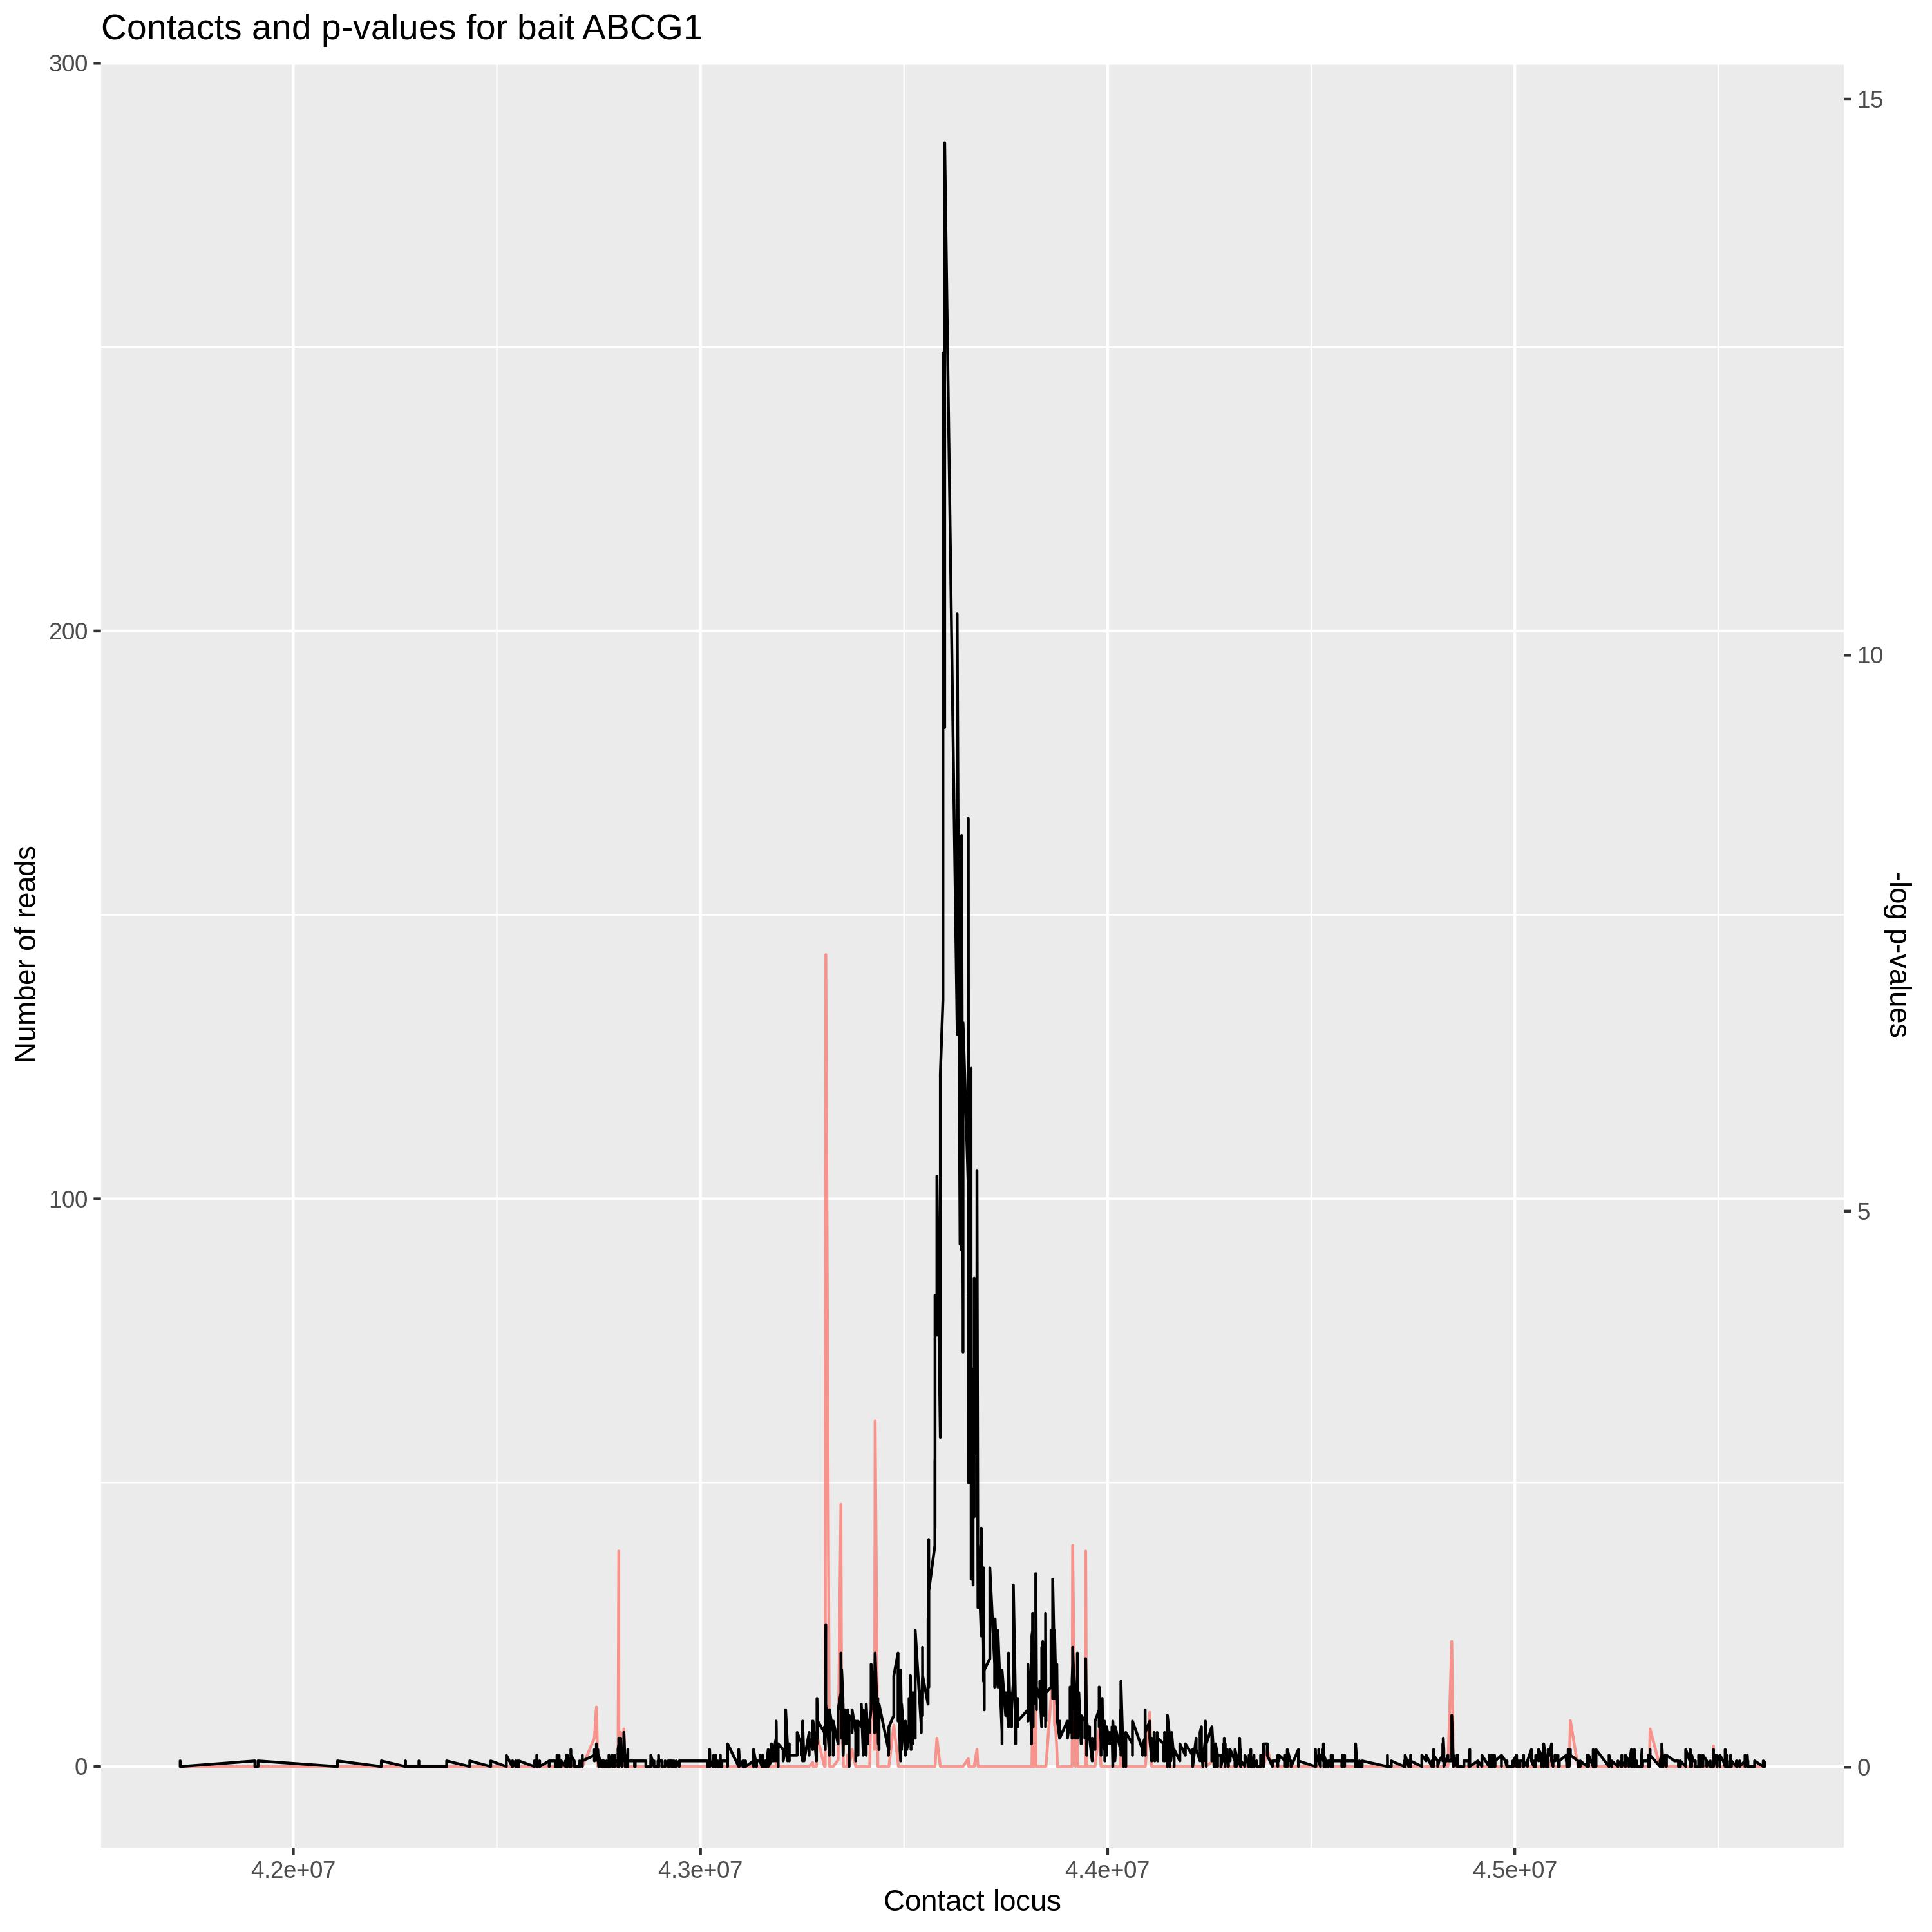 Contacts and p-values for bait ABCG1
300
200
100
0
15
10
5
0
Number of reads
-log p-values
4.2e+07
4.3e+07
4.4e+07
4.5e+07
Contact locus